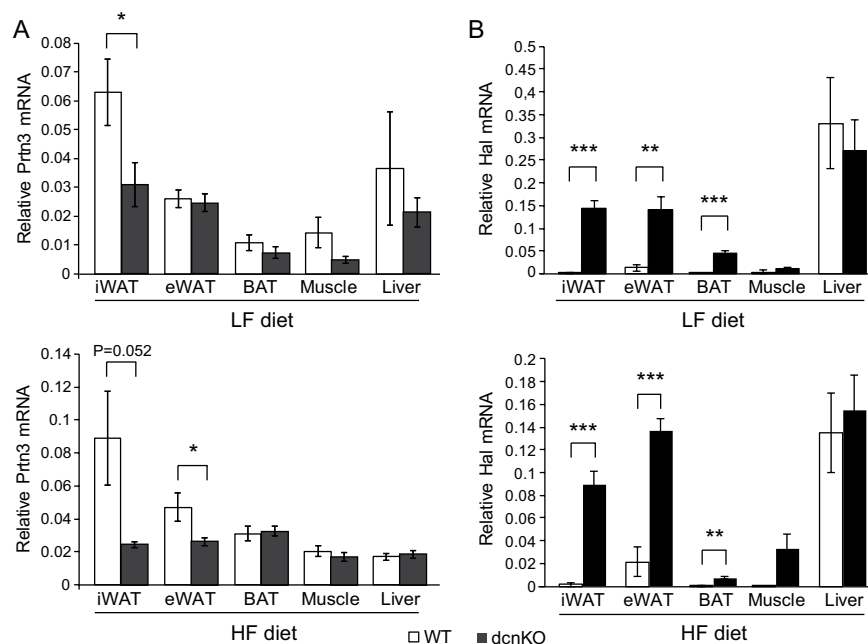 A
*
0.08
0.07
0.06
0.05
0.04
0.03
0.02
0.01
0
Relative Prtn3 mRNA
iWAT eWAT BAT Muscle Liver
LF diet
B
0.5
0.45
0,4
0.35
0.3
0.25
0.2
0.15
0.1
0.05
0
Relative Hal mRNA
*** ** ***
iWAT eWAT BAT Muscle Liver
LF diet
P=0.052
*
0.14
0.12
0.1
0.08
0.06
0.04
0.02
0
Relative Prtn3 mRNA
iWAT eWAT BAT Muscle Liver
HF diet
0.2
0.18
0.16
0.14
0.12
0.1
0.08
0.06
0.04
0.02
0
Relative Hal mRNA
*** *** **
iWAT eWAT BAT Muscle Liver
HF diet
WT dcnKO